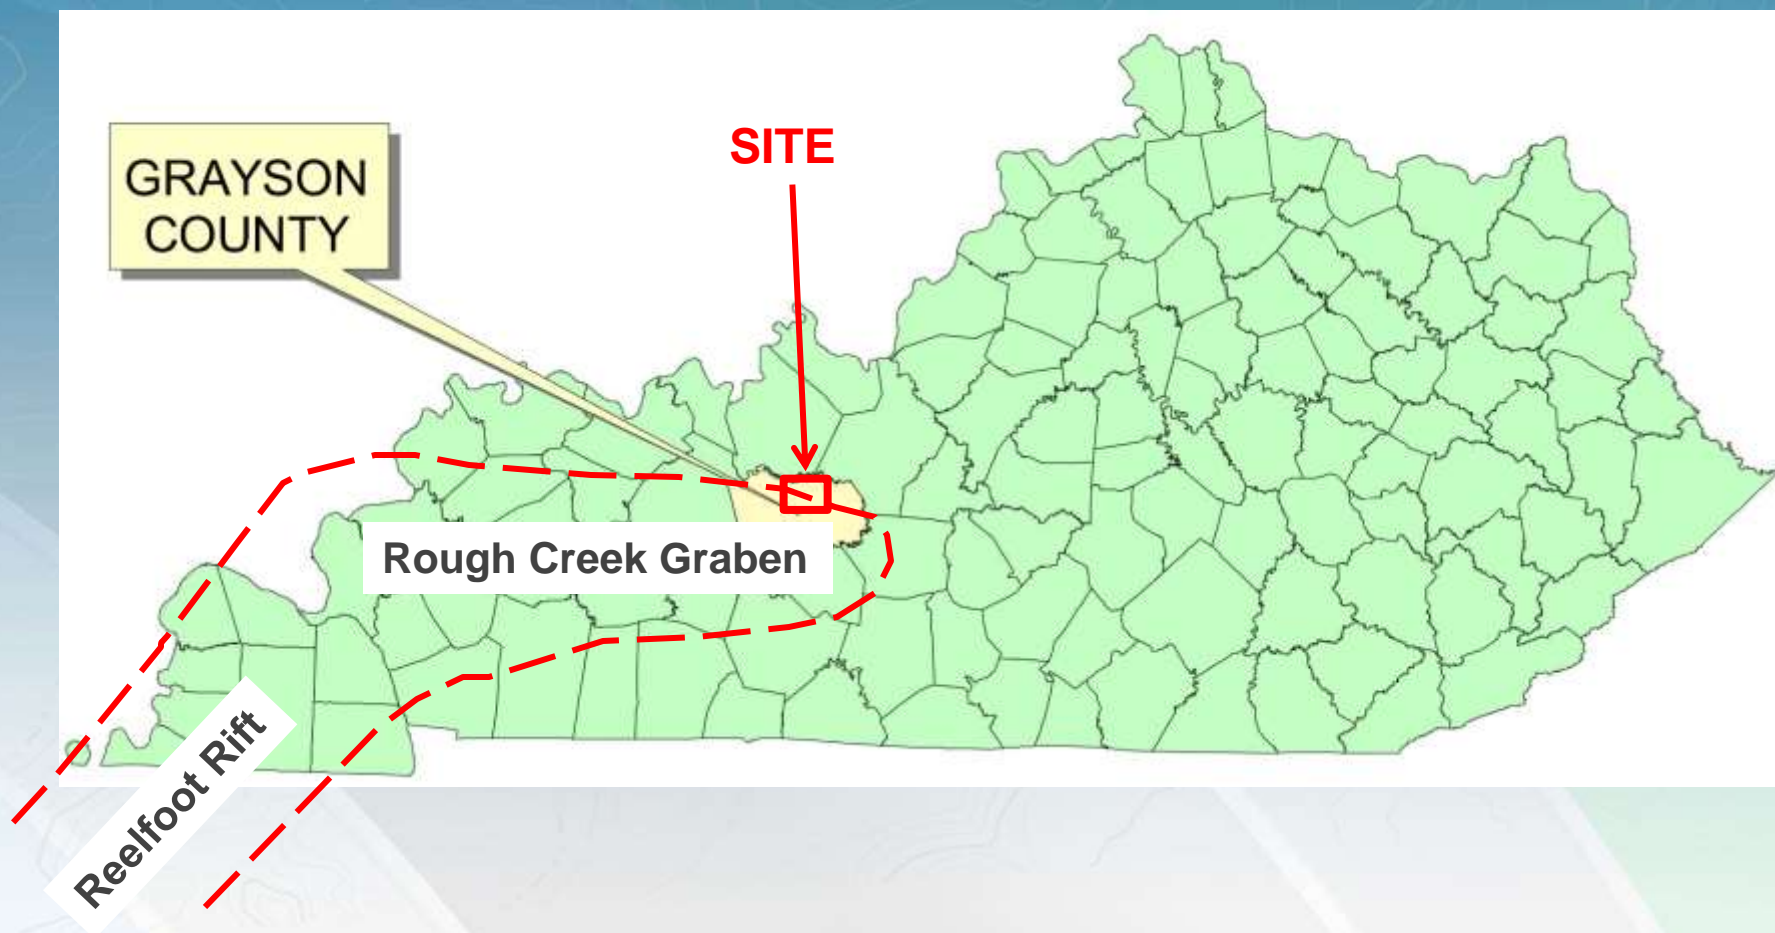 GRAYSON
COUNTY
SITE
Rough Creek Graben
Reelfoot Rift